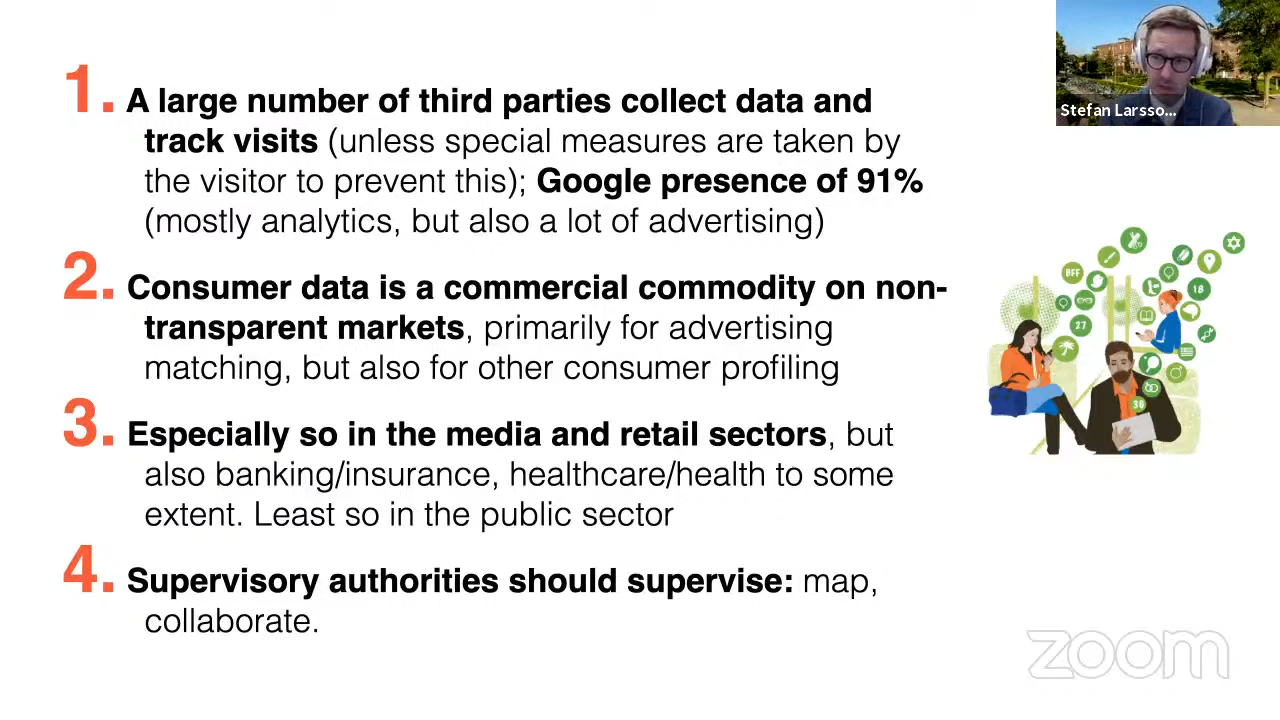 1. A large number of third parties collect data and
track visits (unless special measures are taken by
the visitor to prevent this); Google presence of 91%
(mostly analytics, but also a lot of advertising)
2. Consumer data is a commercial commodity on non-
transparent markets, primarily for advertising
matching, but also for other consumer profiling
3. Especially so in the media and retail sectors, but
also banking/insurance, healthcare/health to some
extent. Least so in the public sector
4. Supervisory authorities should supervise: map,
collaborate.
Stefan Larsso...
BFF
18
27
36
zoom